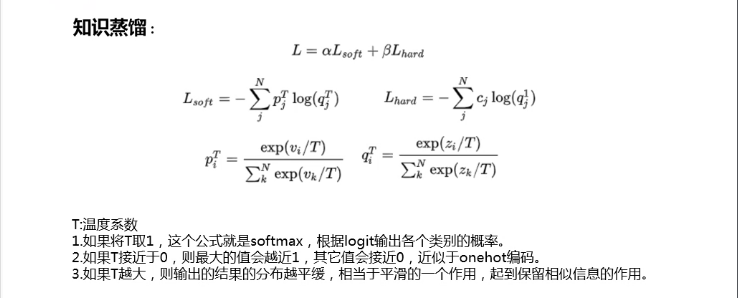 知识蒸馏：
L = αL_{soft} + βL_{hard}
L_{soft} = -\sum_j^N p_j^T \log(q_j^T) L_{hard} = -\sum_j^N c_j \log(q_j^1)
p_i^T = \frac{\exp(v_i/T)}{\sum_k^N \exp(v_k/T)} q_i^T = \frac{\exp(z_i/T)}{\sum_k^N \exp(z_k/T)}
T:温度系数
1.如果将T取1，这个公式就是softmax，根据logit输出各个类别的概率。
2.如果T接近于0，则最大的值会越近1，其它值会接近0，近似于onehot编码。
3.如果T越大，则输出的结果的分布越平缓，相当于平滑的一个作用，起到保留相似信息的作用。